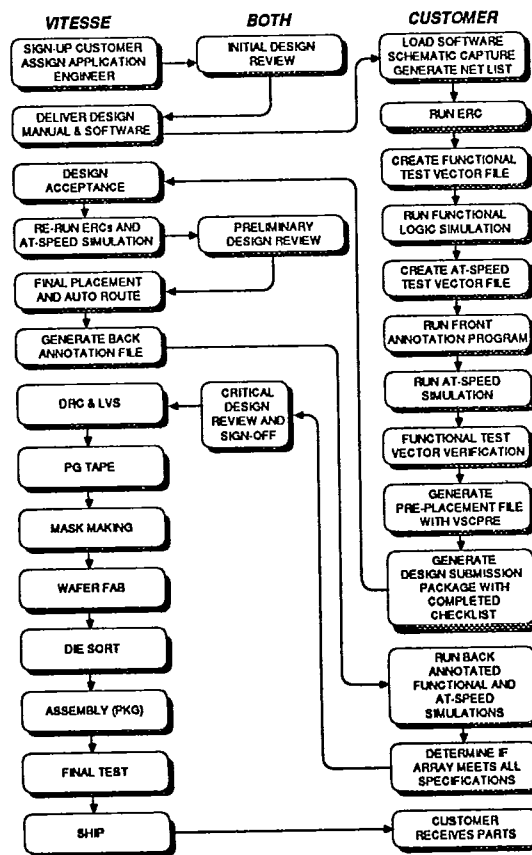 VITESSE
BOTH
CUSTOMER
SIGN-UP CUSTOMER
ASSIGN APPLICATION
ENGINEER
INITIAL DESIGN
REVIEW
LOAD SOFTWARE
SCHEMATIC CAPTURE
GENERATE NET LIST
DELIVER DESIGN
MANUAL & SOFTWARE
RUN ERC
CREATE FUNCTIONAL
TEST VECTOR FILE
RUN FUNCTIONAL
LOGIC SIMULATION
CREATE AT-SPEED
TEST VECTOR FILE
RUN FRONT
ANNOTATION PROGRAM
RUN AT-SPEED
SIMULATION
FUNCTIONAL TEST
VECTOR VERIFICATION
GENERATE
PRE-PLACEMENT FILE
WITH VSCPRE
GENERATE
DESIGN SUBMISSION
PACKAGE WITH
COMPLETED
CHECKLIST
DESIGN
ACCEPTANCE
RE-RUN ERCs and
AT-SPEED SIMULATION
PRELIMINARY
DESIGN REVIEW
FINAL PLACEMENT
AND AUTO ROUTE
GENERATE BACK
ANNOTATION FILE
RUN BACK
ANNOTATED
FUNCTIONAL AND
AT-SPEED
SIMULATIONS
DETERMINE IF
ARRAY MEETS ALL
SPECIFICATIONS
CRITICAL
DESIGN
REVIEW AND
SIGN-OFF
DRC & LVS
PG TAPE
MASK MAKING
WAFER FAB
DIE SORT
ASSEMBLY (PKG)
FINAL TEST
SHIP
CUSTOMER
RECEIVES PARTS